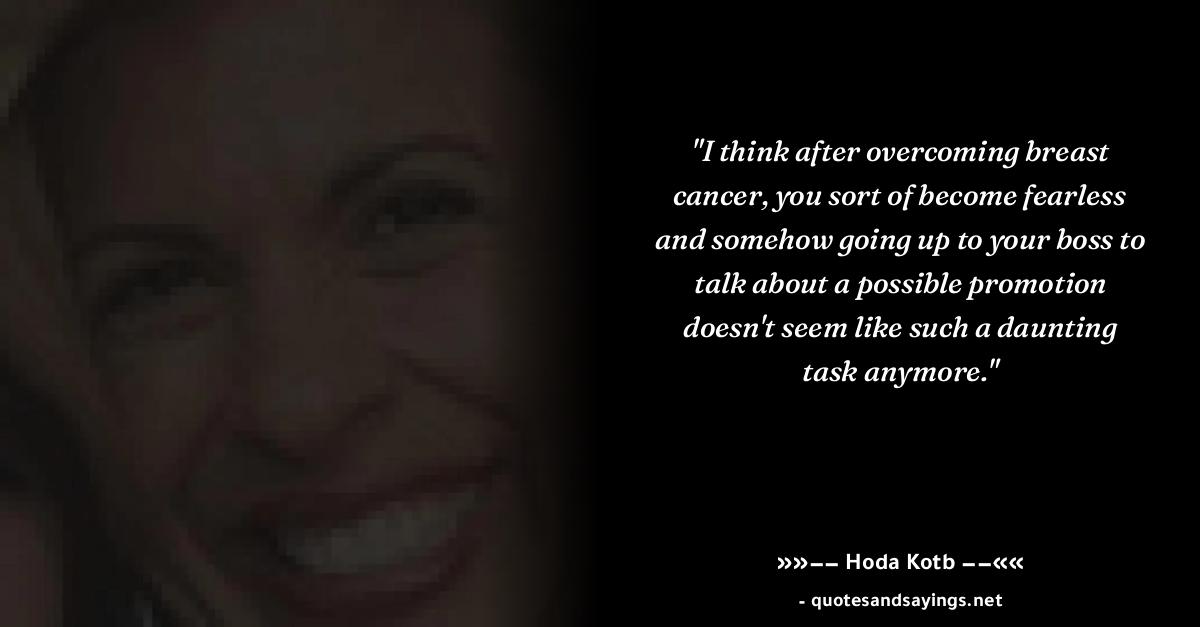 "I think after overcoming breast
cancer, you sort of become fearless
and somehow going up to your boss to
talk about a possible promotion
doesn't seem like such a daunting
task anymore."
»»–– Hoda Kotb ––««
- quotesandsayings.net